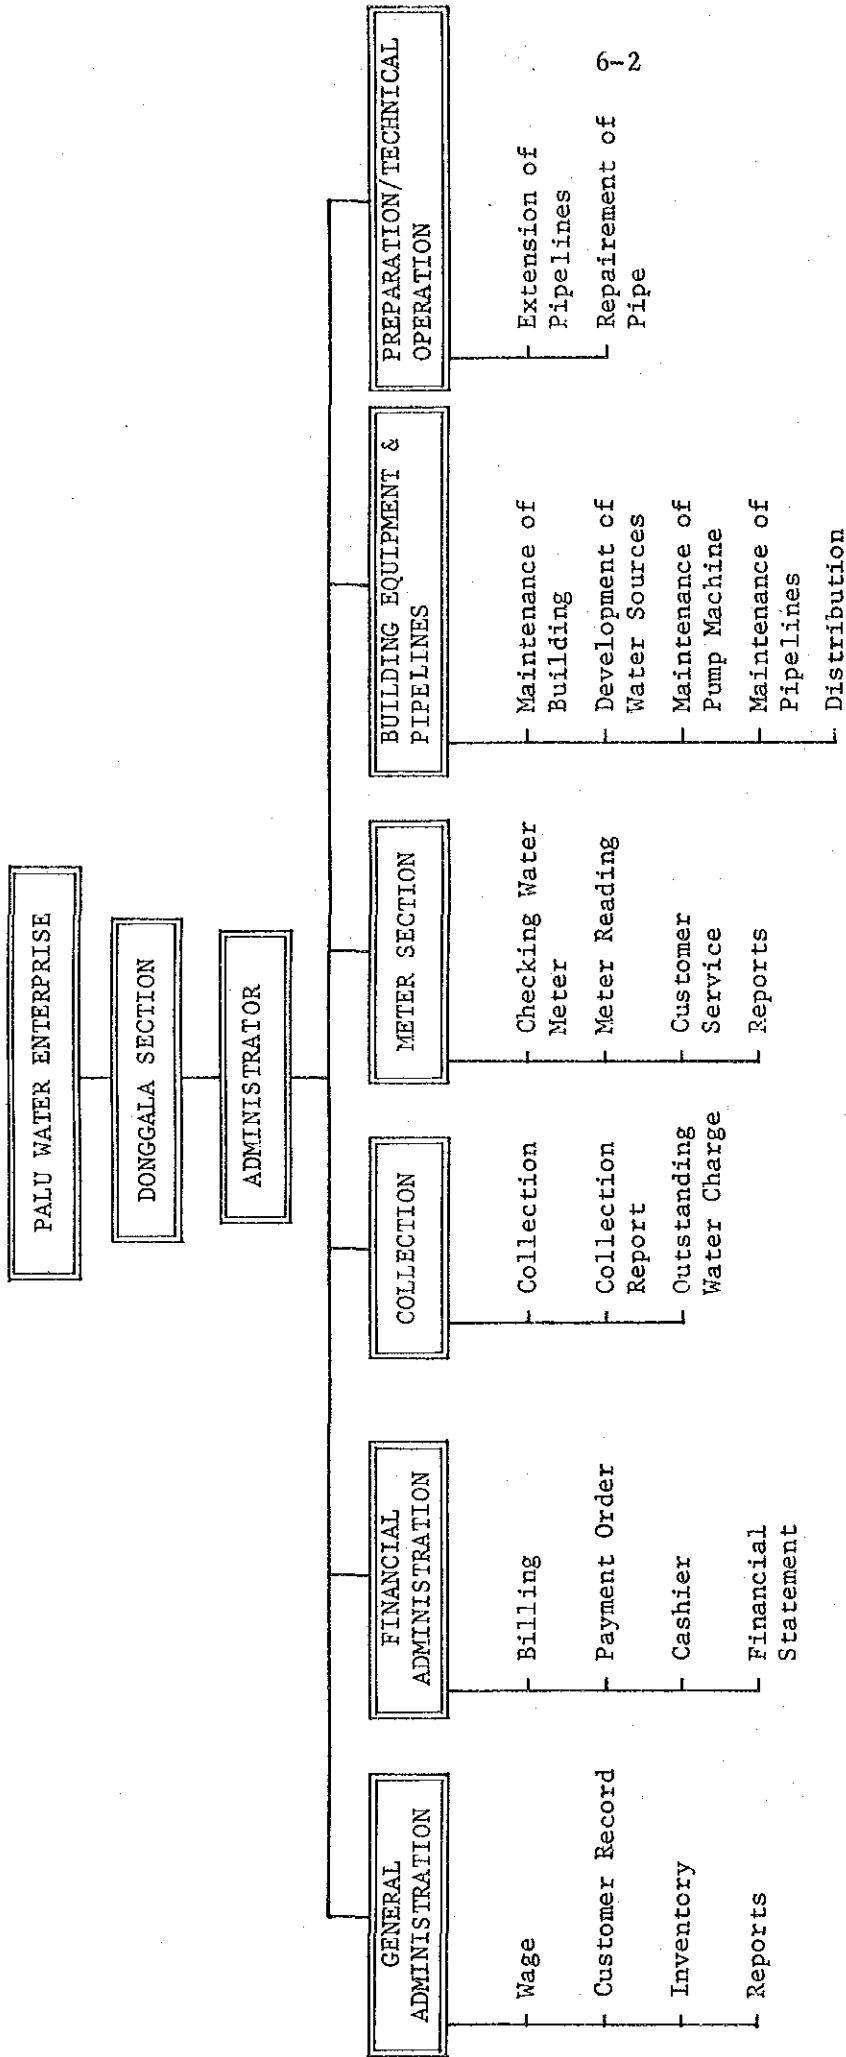 PALU WATER ENTERPRISE
DONGGALA SECTION
ADMINISTRATOR
GENERAL
ADMINISTRATION
Wage
Customer Record
Inventory
Reports
FINANCIAL
ADMINISTRATION
Billing
Payment Order
Cashier
Financial
Statement
COLLECTION
Collection
Collection
Report
Outstanding
Water Charge
METER SECTION
Checking Water
Meter
Meter Reading
Customer
Service
Reports
BUILDING EQUIPMENT &
PIPELINES
Maintenance of
Building
Development of
Water Sources
Maintenance of
Pump Machine
Maintenance of
Pipelines
Distribution
PREPARATION/TECHNICAL
OPERATION
Extension of
Pipelines
Repairement of
Pipe
6-2